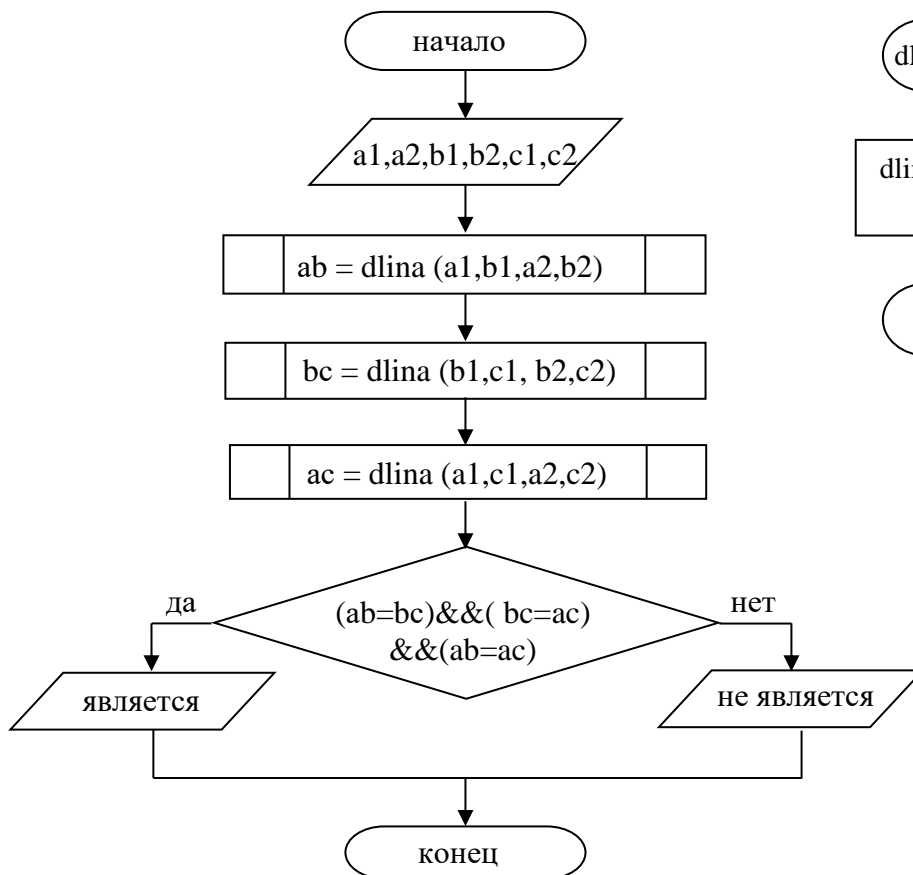 начало
a1,a2,b1,b2,c1,c2
ab = dlina (a1,b1,a2,b2)
bc = dlina (b1,c1, b2,c2)
ac = dlina (a1,c1,a2,c2)
(ab=bc)&&( bc=ac)
&&(ab=ac)
да
нет
является
не является
конец